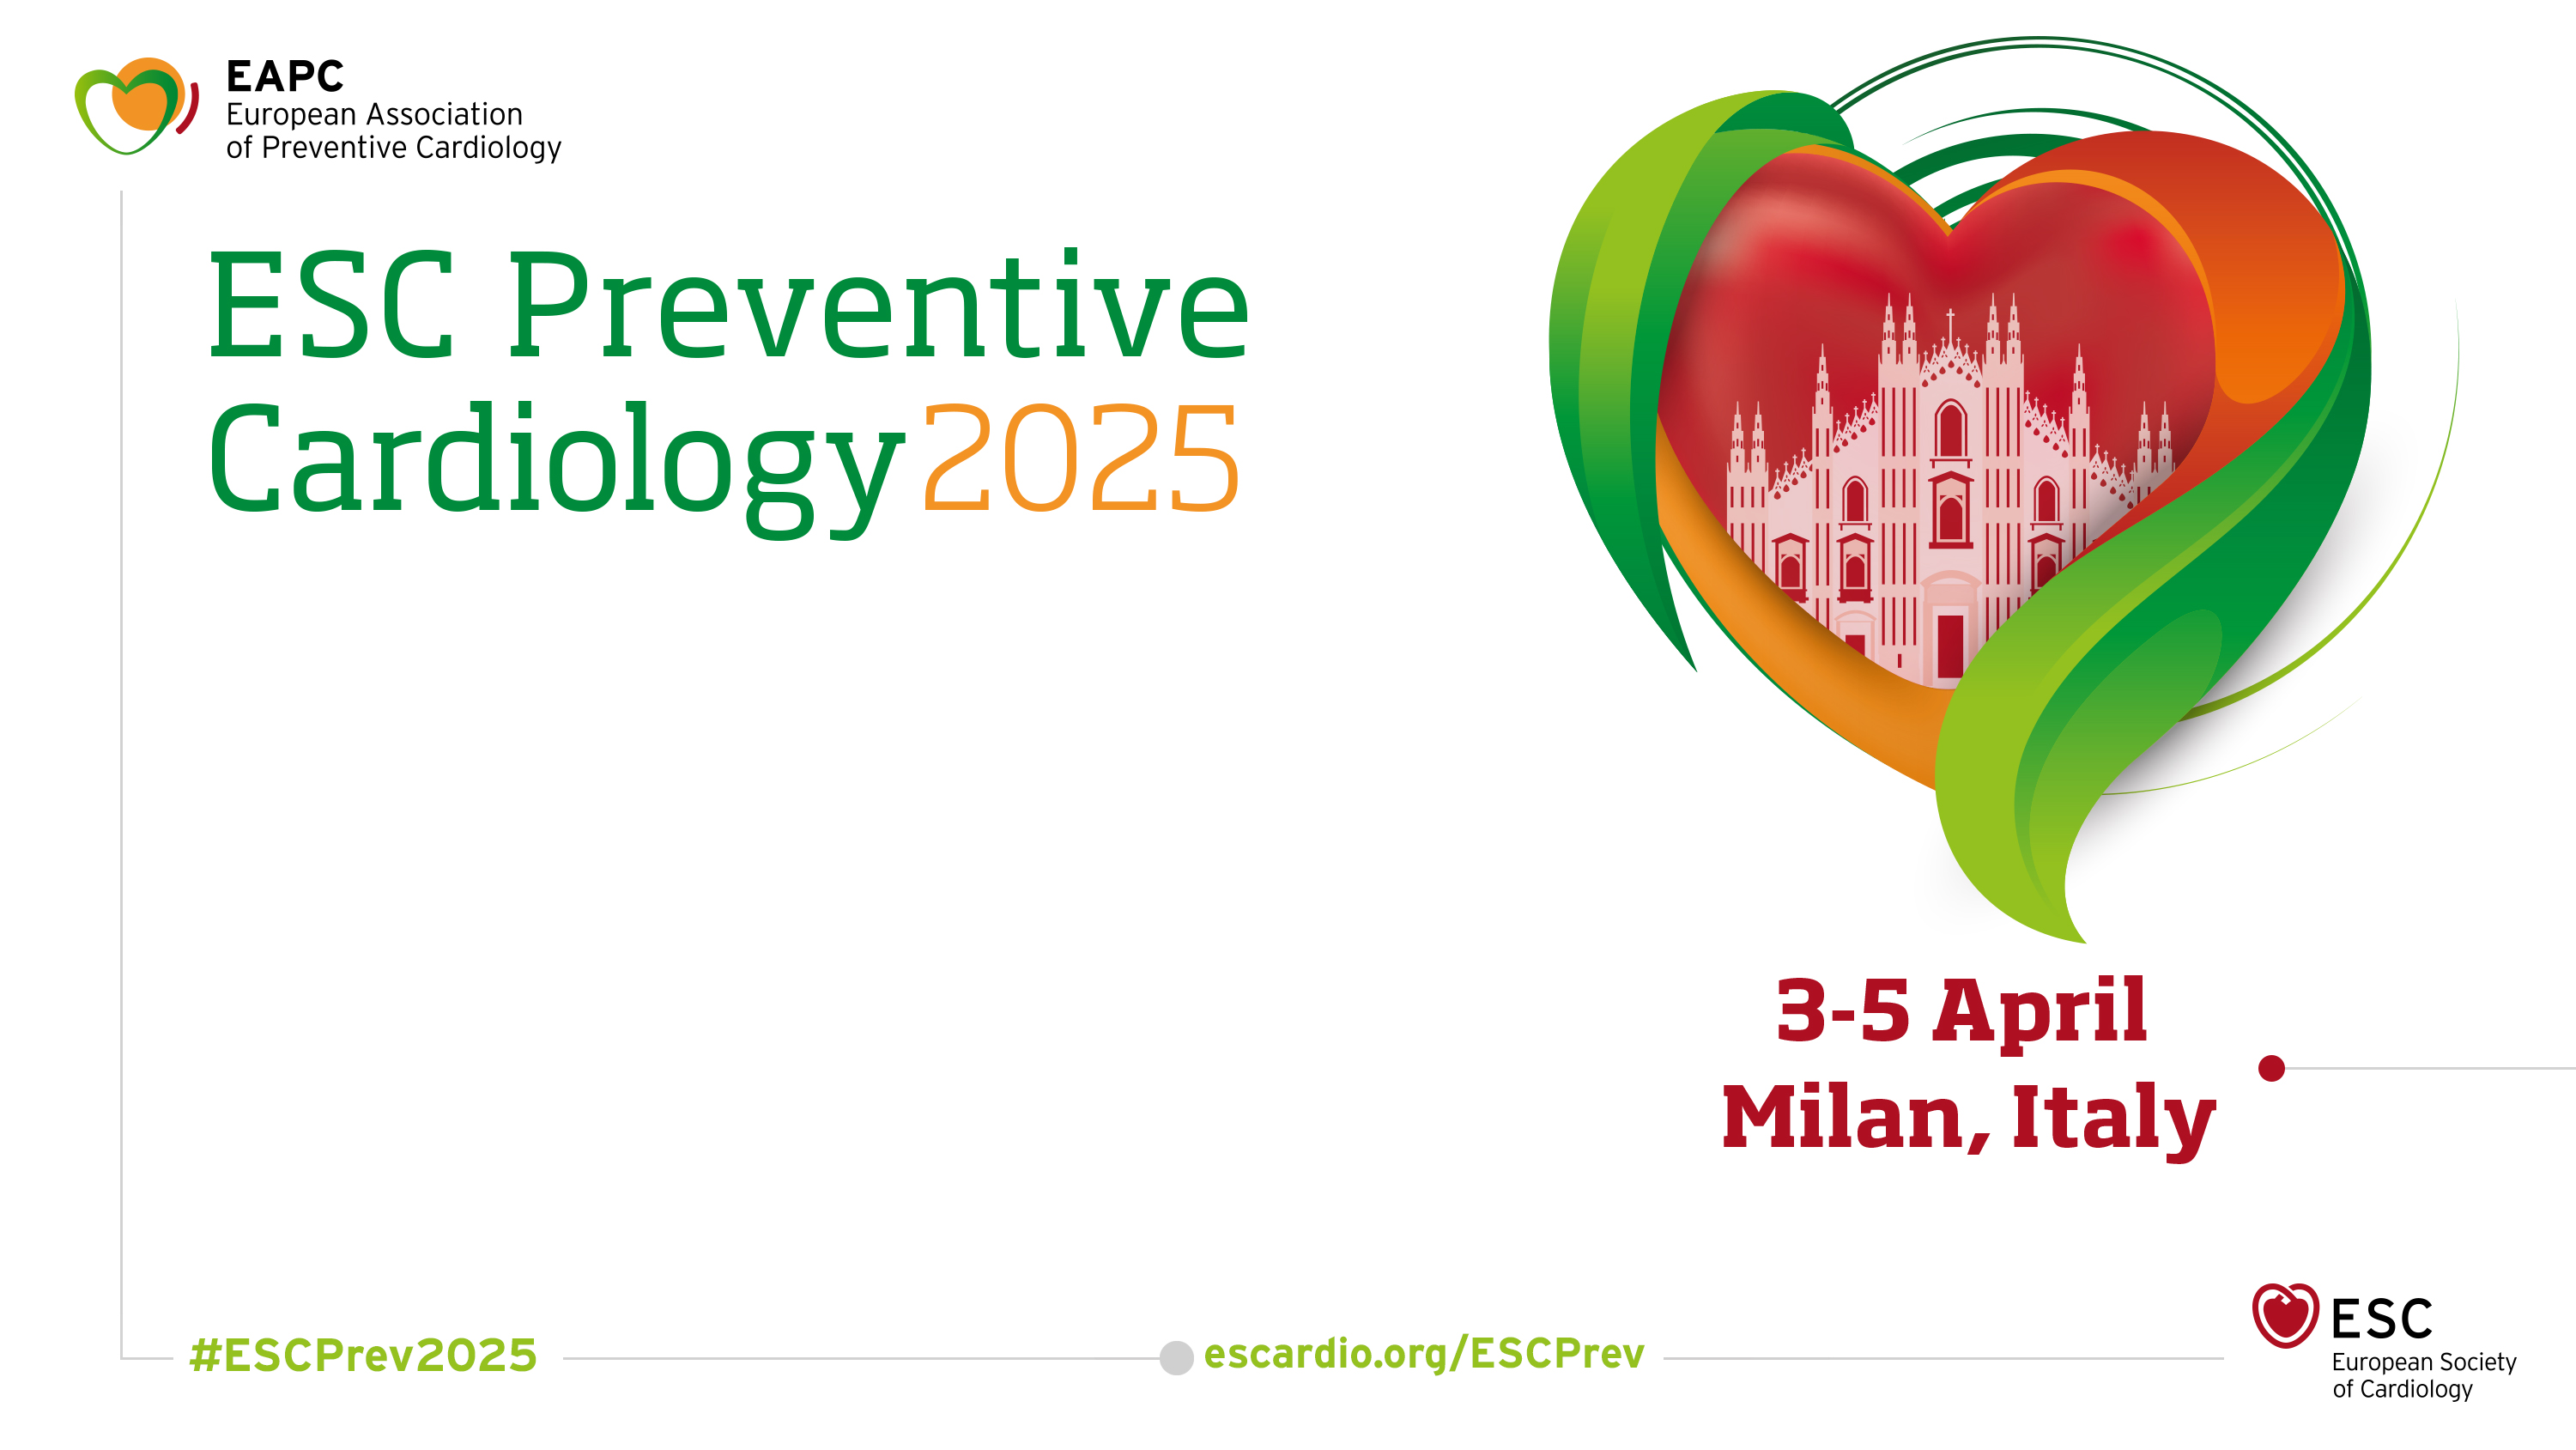 EAPC
European Association
of Preventive Cardiology
ESC Preventive
Cardiology 2025
3-5 April
Milan, Italy
#ESCPrev2025
escardio.org/ESCPrev
ESC
European Society
of Cardiology